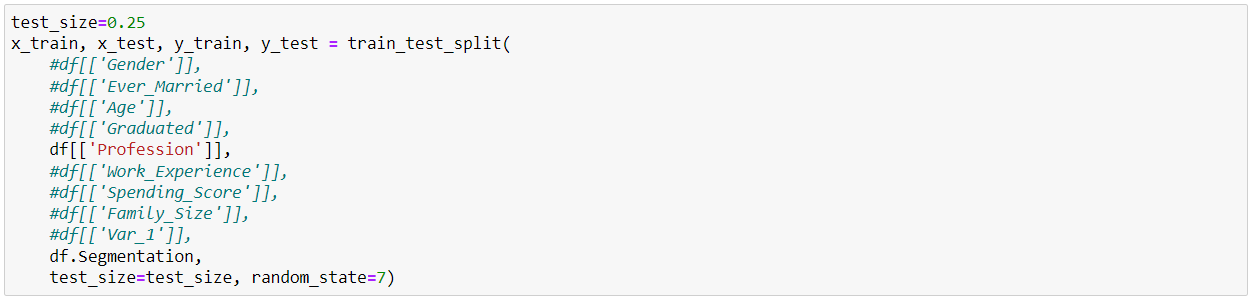 test_size=0.25
x_train, x_test, y_train, y_test = train_test_split(
    #df[['Gender']],
    #df[['Ever_Married']],
    #df[['Age']],
    #df[['Graduated']],
    df[['Profession']],
    #df[['Work_Experience']],
    #df[['Spending_Score']],
    #df[['Family_Size']],
    #df[['Var_1']],
    df.Segmentation,
    test_size=test_size, random_state=7)